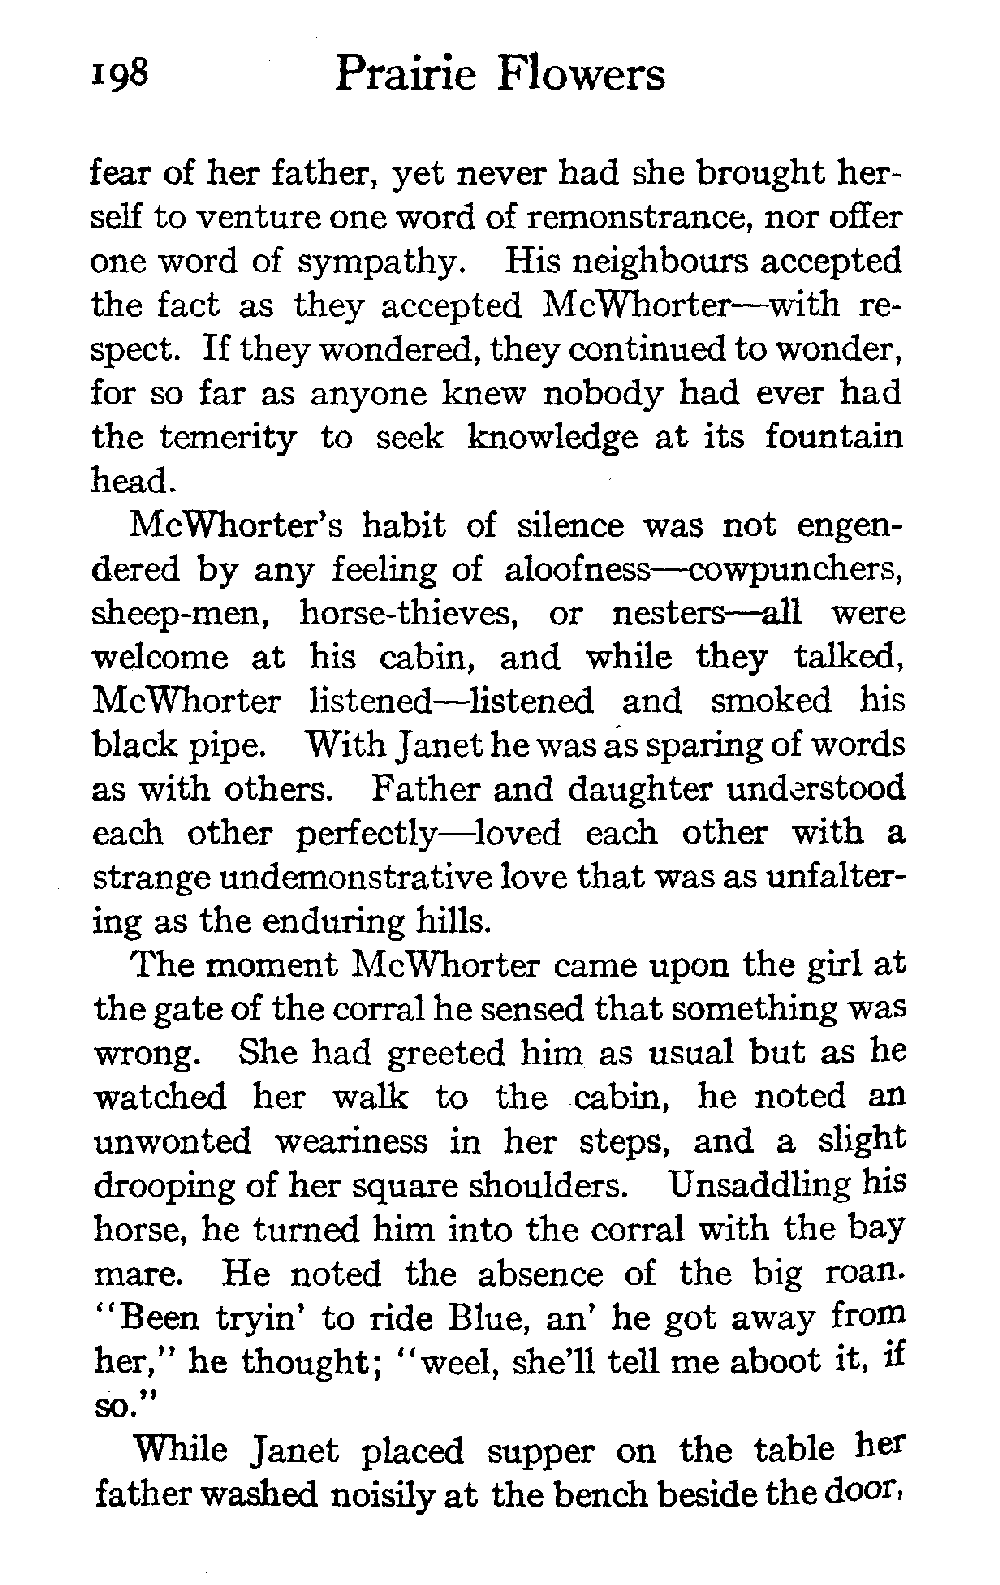 198 Prairie Flowers
fear of her father, yet never had she brought her-
self to venture one word of remonstrance, nor offer
one word of sympathy. His neighbours accepted
the fact as they accepted McWhorter—with re-
spect. If they wondered, they continued to wonder,
for so far as anyone knew nobody had ever had
the temerity to seek knowledge at its fountain
head.
McWhorter's habit of silence was not engen-
dered by any feeling of aloofness—cowpunchers,
sheep-men, horse-thieves, or nesters—all were
welcome at his cabin, and while they talked,
McWhorter listened—listened and smoked his
black pipe. With Janet he was as sparing of words
as with others. Father and daughter understood
each other perfectly—loved each other with a
strange undemonstrative love that was as unfalter-
ing as the enduring hills.
The moment McWhorter came upon the girl at
the gate of the corral he sensed that something was
wrong. She had greeted him as usual but as he
watched her walk to the cabin, he noted an
unwonted weariness in her steps, and a slight
drooping of her square shoulders. Unsaddling his
horse, he turned him into the corral with the bay
mare. He noted the absence of the big roan.
"Been tryin' to ride Blue, an' he got away from
her," he thought; "weel, she'll tell me aboot it, if
so."
While Janet placed supper on the table her
father washed noisily at the bench beside the door,